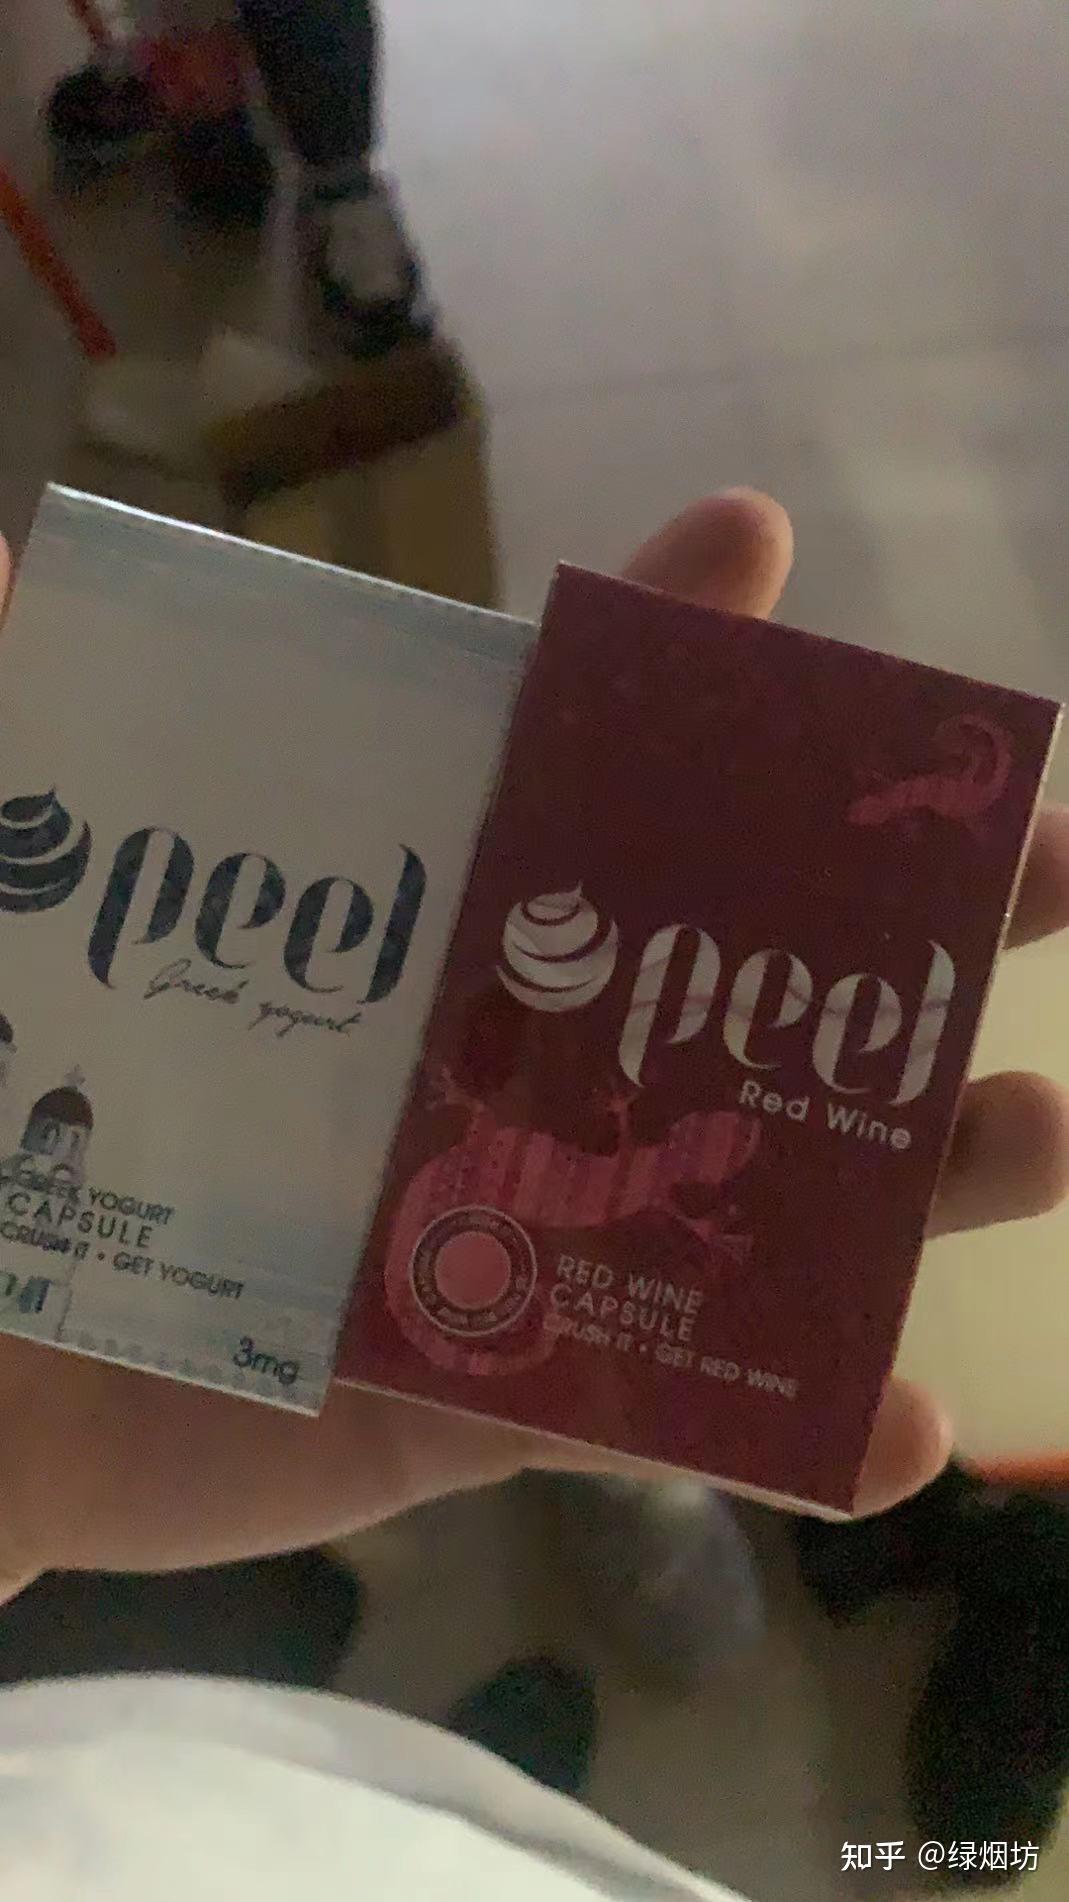 peel
Greek yogurt
GREEK YOGURT
CAPSULE
CRUSH IT • GET YOGURT
3mg
peel
Red Wine
RED WINE
CAPSULE
CRUSH IT • GET RED WINE
知乎 @绿烟坊